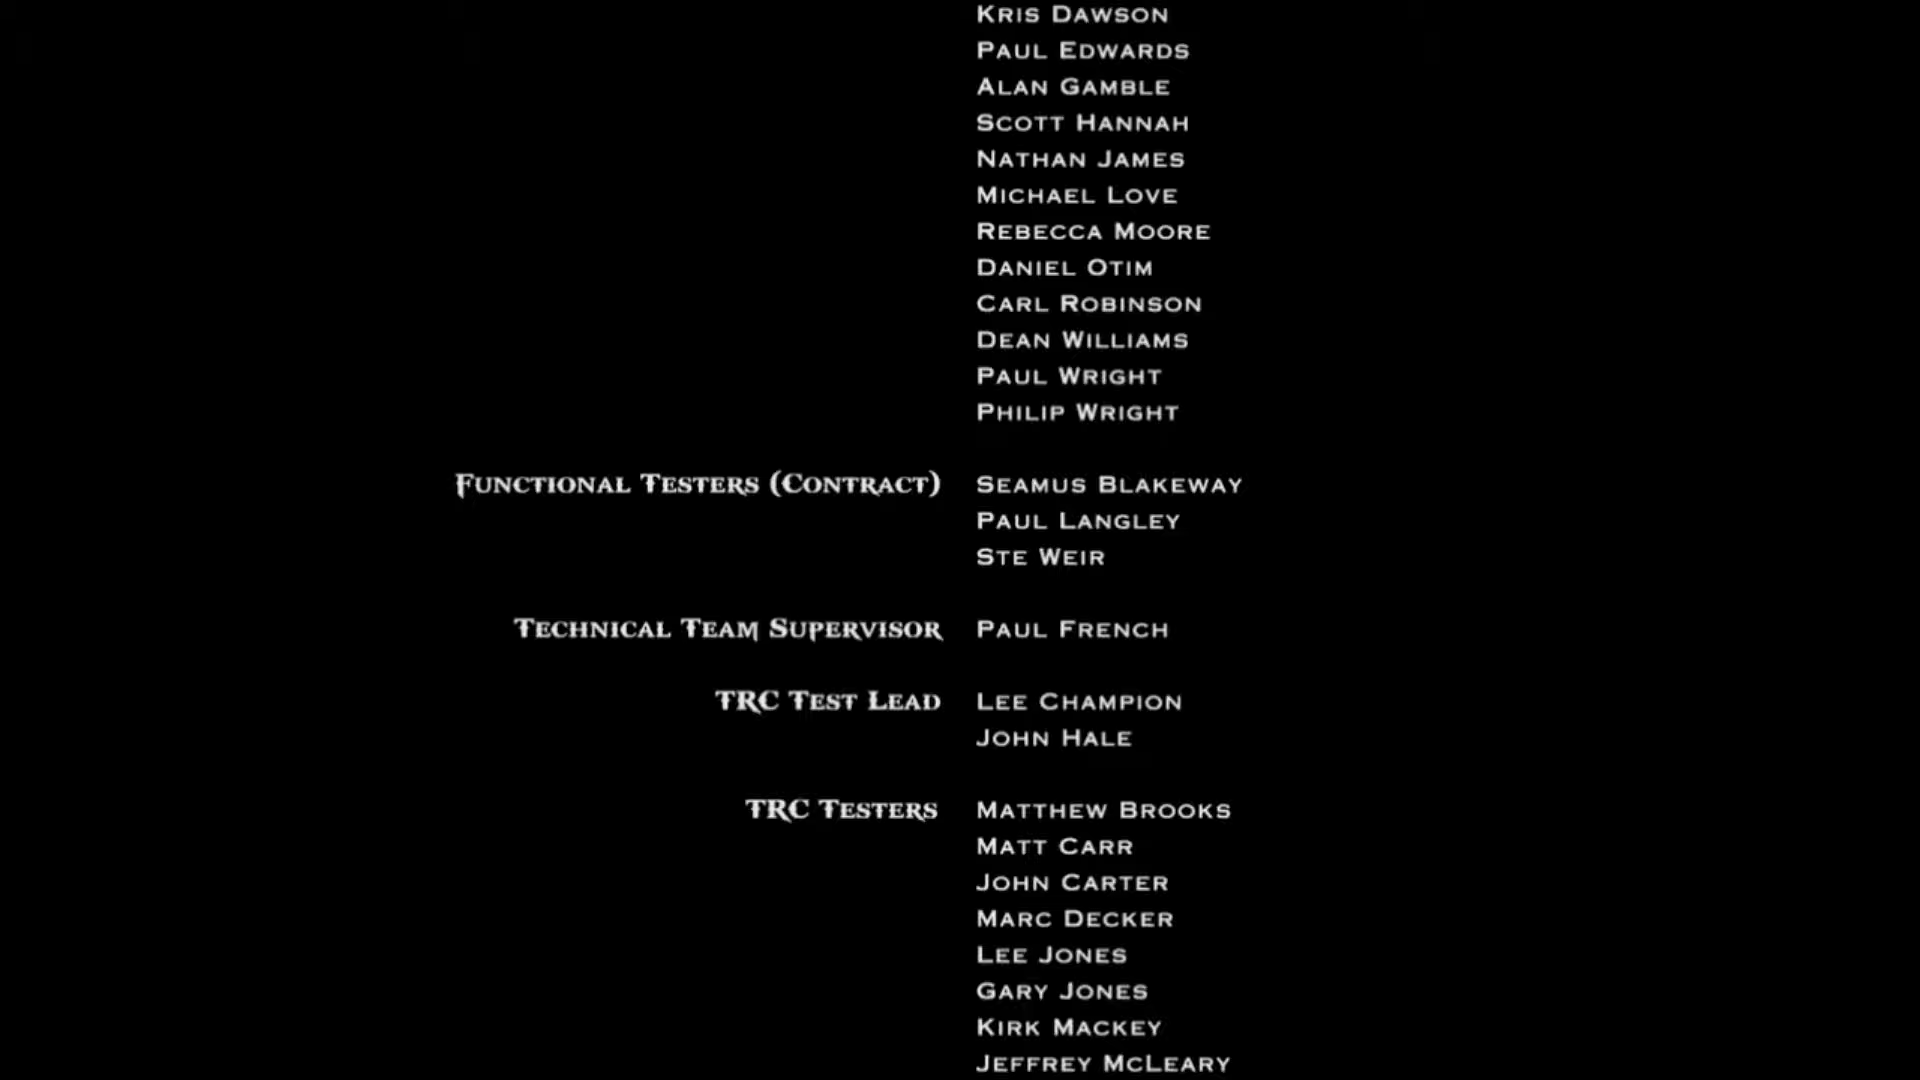 Kris Dawson
Paul Edwards
Alan Gamble
Scott Hannah
Nathan James
Michael Love
Rebecca Moore
Daniel Otim
Carl Robinson
Dean Williams
Paul Wright
Philip Wright
Functional Testers (Contract) Seamus Blakeway
Paul Langley
Ste Weir
Technical Team Supervisor Paul French
TRC Test Lead Lee Champion
John Hale
TRC Testers Matthew Brooks
Matt Carr
John Carter
Marc Decker
Lee Jones
Gary Jones
Kirk Mackey
Jeffrey McLeary